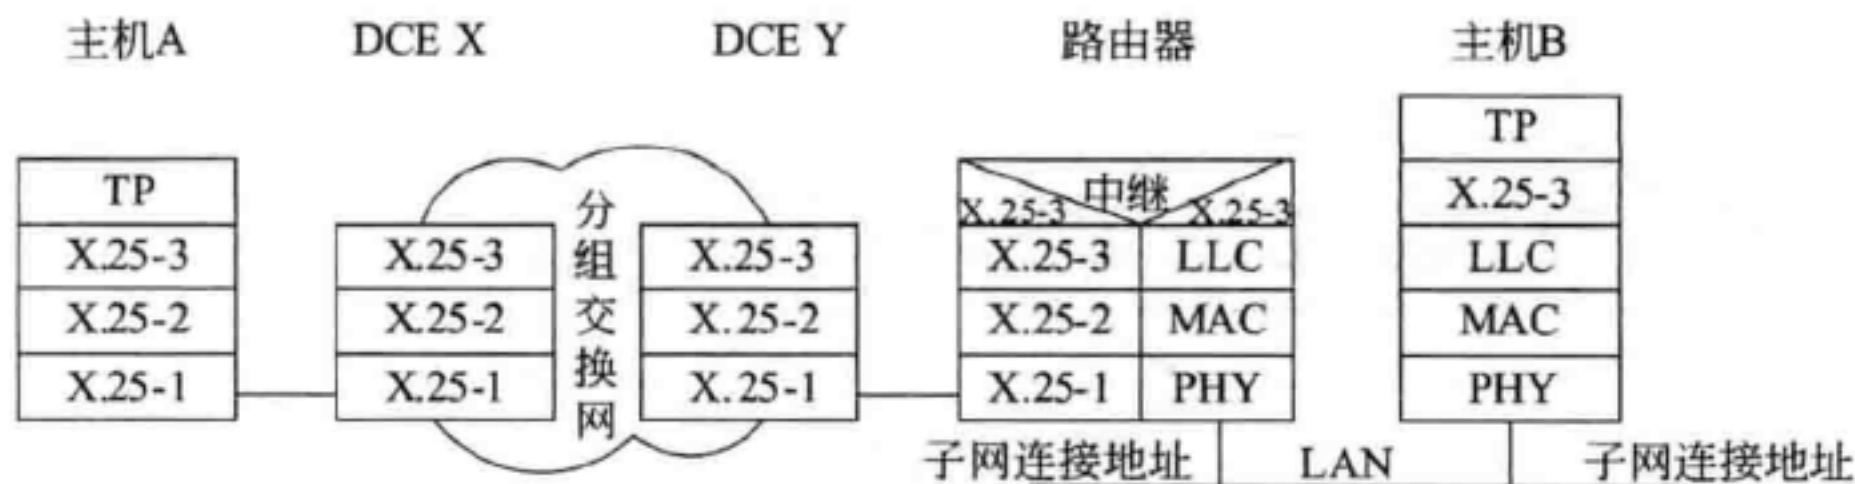 主机A
DCE X
DCE Y
路由器
主机B
TP
X.25-3
X.25-2
X.25-1
X.25-3
X.25-2
X.25-1
分组交换网
X.25-3
X.25-2
X.25-1
中继
X.25-3
X.25-3
X.25-3
LLC
X.25-2
MAC
X.25-1
PHY
TP
X.25-3
LLC
MAC
PHY
子网连接地址
LAN
子网连接地址